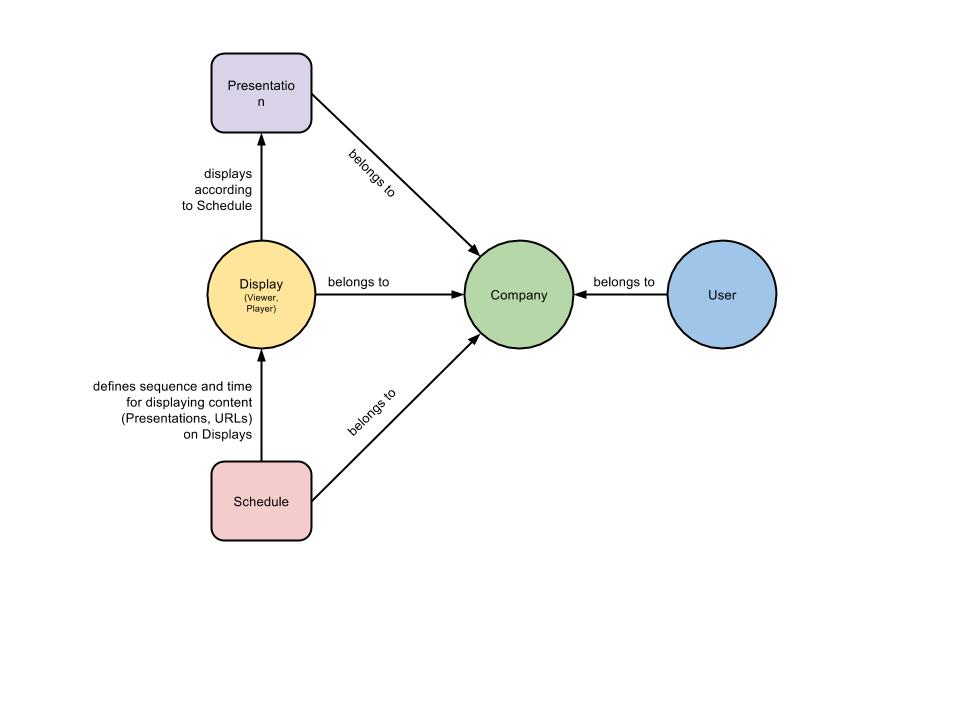 Presentatio
n
belongs to
displays
according
to Schedule
Display
(Viewer,
Player)
belongs to
Company
belongs to
User
defines sequence and time
for displaying content
(Presentations, URLs)
on Displays
belongs to
Schedule